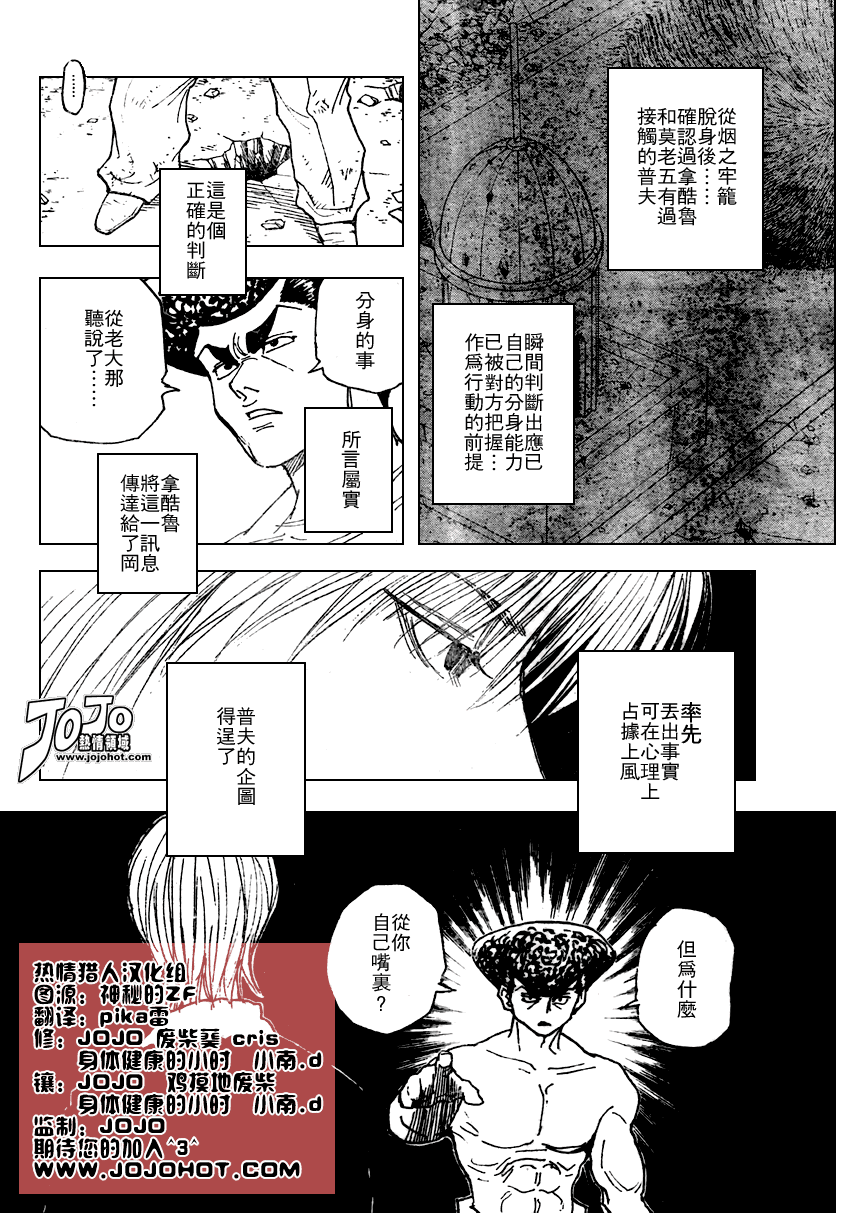 從烟之牢籠
脫身後……
確認過拿酷魯
和莫老五有過
接觸的普夫
瞬間判斷出應已
自己的分身能力
已被對方把握…
作爲行動的前提
……
這是個
正確的判斷
分身的事
從老大那
聽說了……
所言屬實
拿酷魯
將這一訊息
傳達給了岡
率先
丟出事實
可在心理上
占據上風
普夫的企圖
得逞了
JOJO
熱情領域
www.jojohot.com
但爲什麼
從你
自己嘴裏？
热情猎人汉化组
图源：神秘的ZF
翻译：pika雷
修：JOJO 废柴葵 cris
身体健康的小时 小南.d
镶：JOJO 鸡摸地废柴
身体健康的小时 小南.d
监制：JOJO
期待您的加入^3^
WWW.JOJOHOT.COM